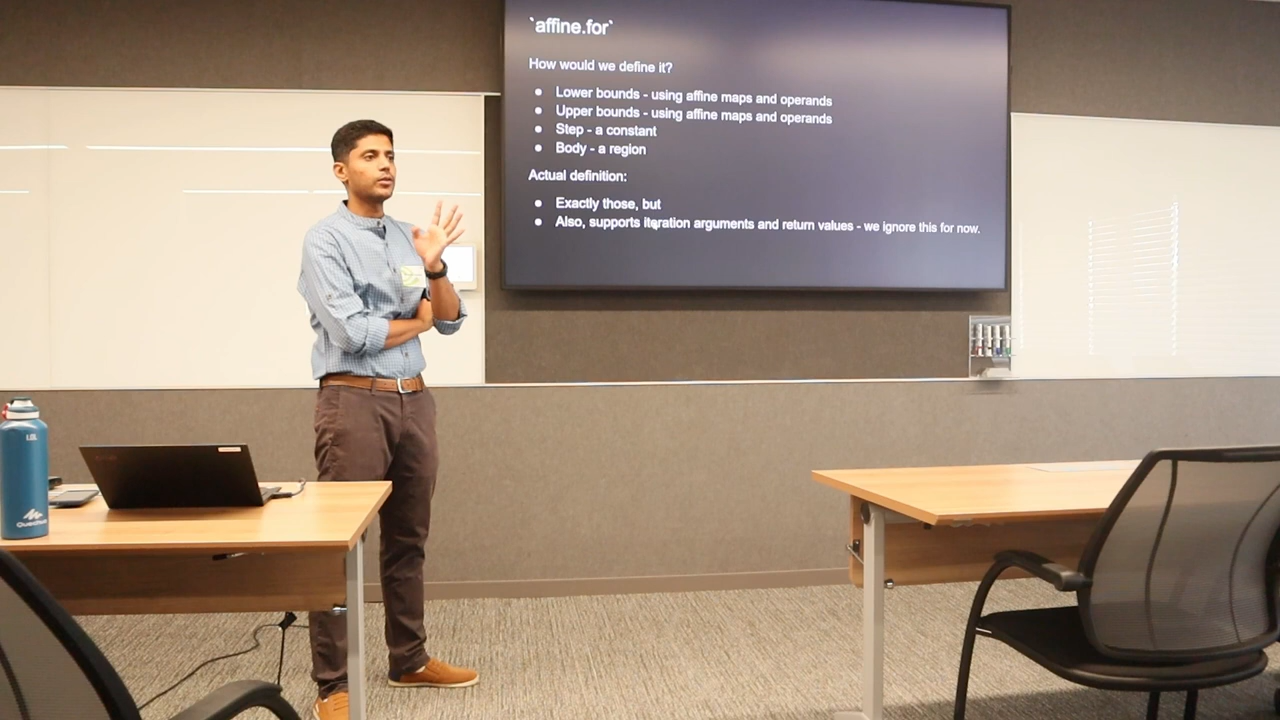 `affine.for`
How would we define it?
● Lower bounds - using affine maps and operands
● Upper bounds - using affine maps and operands
● Step - a constant
● Body - a region
Actual definition:
● Exactly those, but
● Also, supports iteration arguments and return values - we ignore this for now.
Quechua